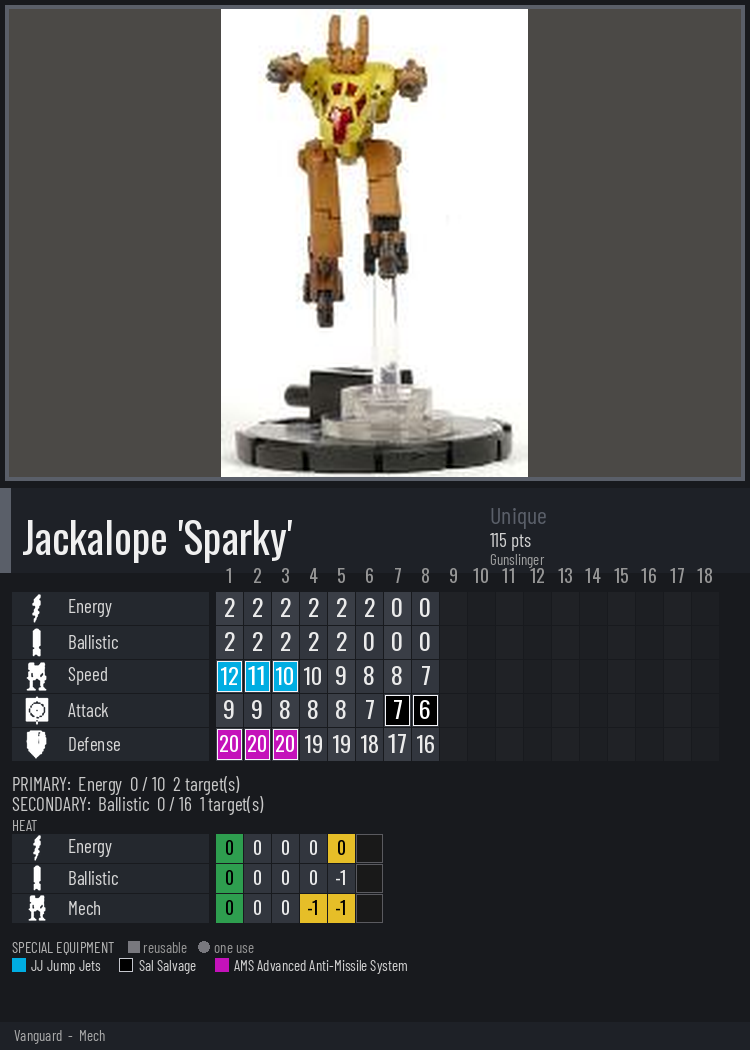 Jackalope 'Sparky'
Unique
115 pts
Gunslinger
1 2 3 4 5 6 7 8 9 10 11 12 13 14 15 16 17 18
Energy 2 2 2 2 2 2 0 0
Ballistic 2 2 2 2 2 0 0 0
Speed 12 11 10 10 9 8 8 7
Attack 9 9 8 8 8 7 7 6
Defense 20 20 20 19 19 18 17 16
PRIMARY: Energy 0 / 10 2 target(s)
SECONDARY: Ballistic 0 / 16 1 target(s)
HEAT
Energy 0 0 0 0 0
Ballistic 0 0 0 0 -1
Mech 0 0 0 -1 -1
SPECIAL EQUIPMENT reusable one use
JJ Jump Jets Sal Salvage AMS Advanced Anti-Missile System
Vanguard - Mech